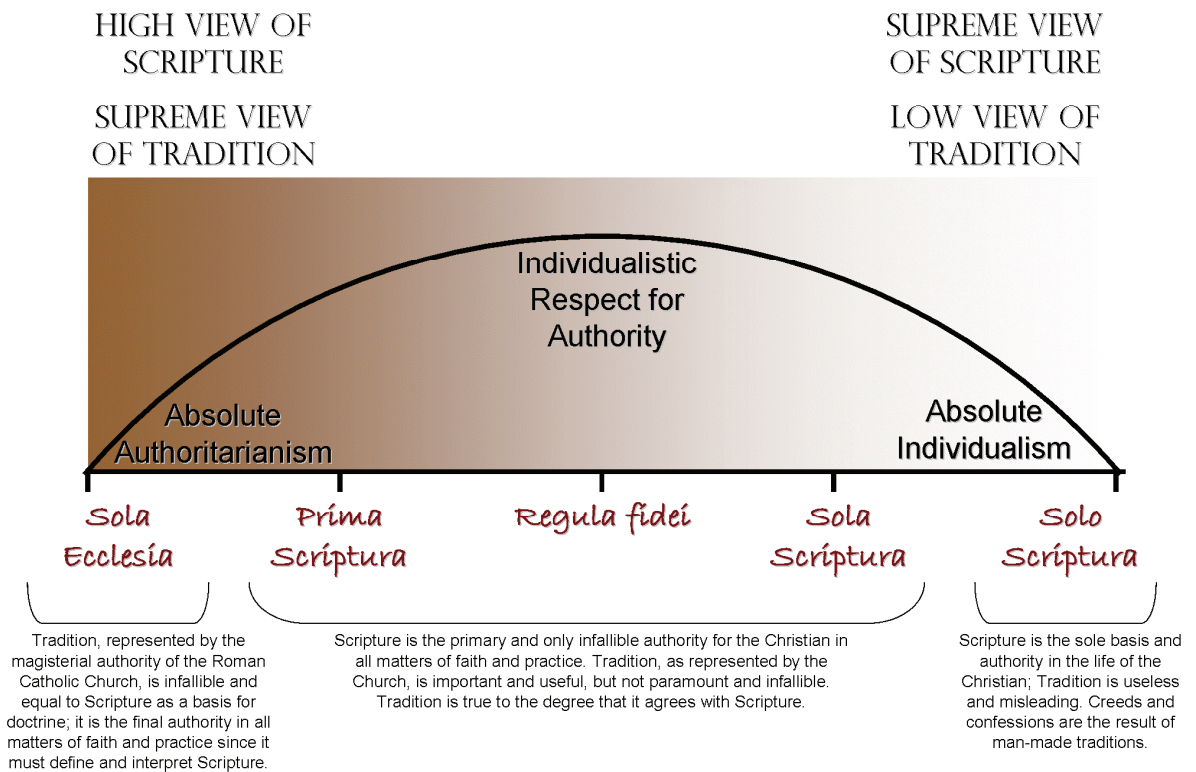 HIGH VIEW OF
SCRIPTURE
SUPREME VIEW
OF TRADITION
SUPREME VIEW
OF SCRIPTURE
LOW VIEW OF
TRADITION
Individualistic
Respect for
Authority
Absolute
Authoritarianism
Absolute
Individualism
Sola
Ecclesia
Prima
Scriptura
Regula fidei
Sola
Scriptura
Solo
Scriptura
Tradition, represented by the
magisterial authority of the Roman
Catholic Church, is infallible and
equal to Scripture as a basis for
doctrine; it is the final authority in all
matters of faith and practice since it
must define and interpret Scripture.
Scripture is the primary and only infallible authority for the Christian in
all matters of faith and practice. Tradition, as represented by the
Church, is important and useful, but not paramount and infallible.
Tradition is true to the degree that it agrees with Scripture.
Scripture is the sole basis and
authority in the life of the
Christian; Tradition is useless
and misleading. Creeds and
confessions are the result of
man-made traditions.